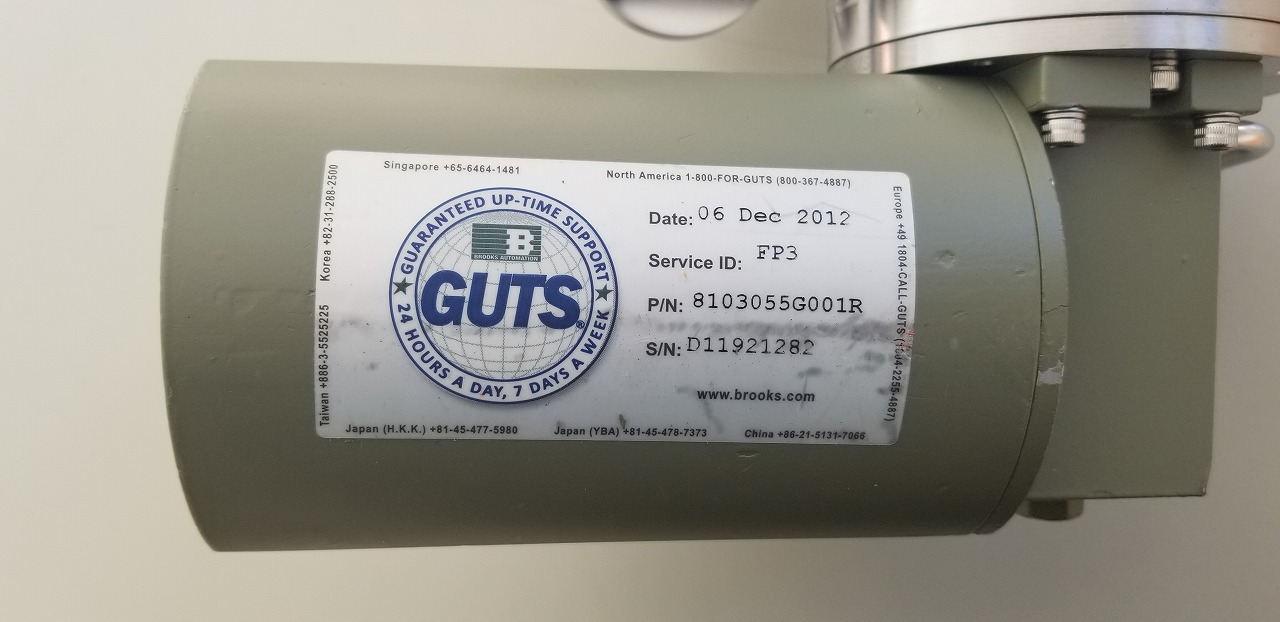 Singapore +65-6464-1481
North America 1-800-FOR-GUTS (800-367-4887)
Korea +82-31-288-2500
Taiwan +886-3-5525225
GUARANTEED UP-TIME SUPPORT
B
BROOKS AUTOMATION
GUTS®
24 HOURS A DAY, 7 DAYS A WEEK
Date: 06 Dec 2012
Service ID: FP3
P/N: 8103055G001R
S/N: D11921282
www.brooks.com
Europe +49 1804-CALL-GUTS (1804-2255-4887)
Japan (H.K.K.) +81-45-477-5980
Japan (YBA) +81-45-478-7373
China +86-21-5131-7066